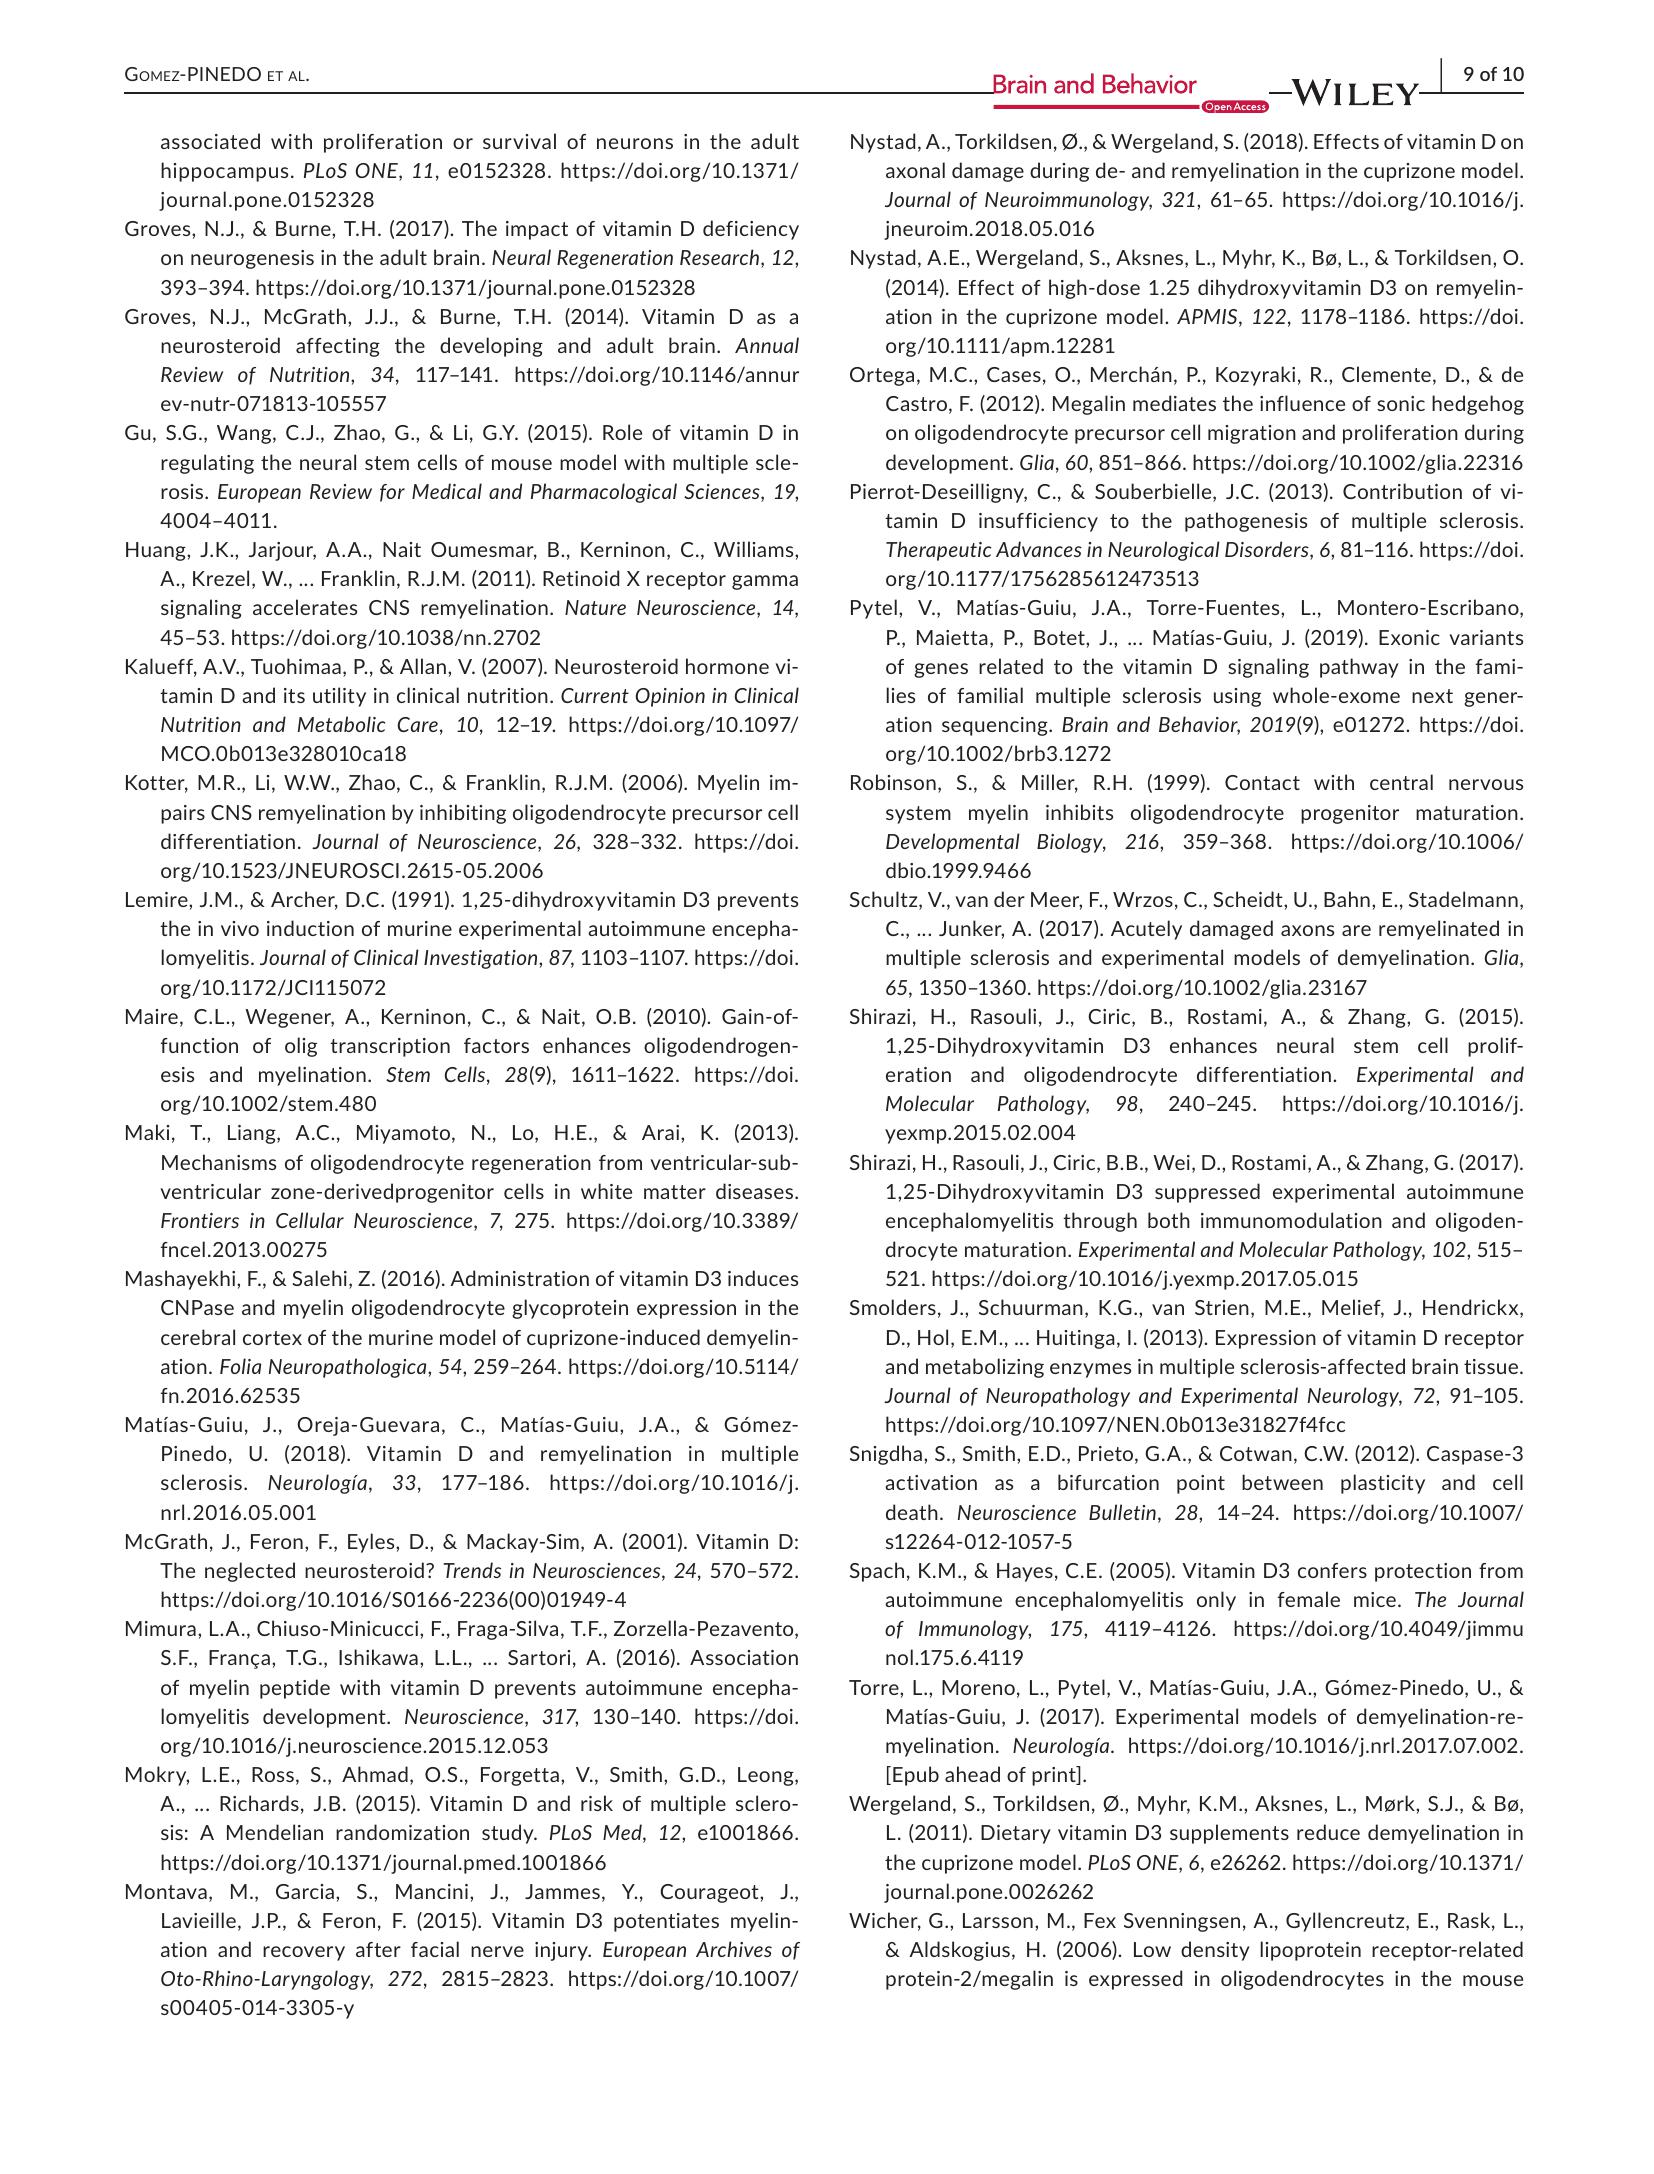 GOMEZ-PINEDO ET AL.
Brain and Behavior
Open Access
WILEY
9 of 10
associated with proliferation or survival of neurons in the adult
hippocampus. PLoS ONE, 11, e0152328. https://doi.org/10.1371/
journal.pone.0152328
Groves, N.J., & Burne, T.H. (2017). The impact of vitamin D deficiency
on neurogenesis in the adult brain. Neural Regeneration Research, 12,
393–394. https://doi.org/10.1371/journal.pone.0152328
Groves, N.J., McGrath, J.J., & Burne, T.H. (2014). Vitamin D as a
neurosteroid affecting the developing and adult brain. Annual
Review of Nutrition, 34, 117–141. https://doi.org/10.1146/annur
ev-nutr-071813-105557
Gu, S.G., Wang, C.J., Zhao, G., & Li, G.Y. (2015). Role of vitamin D in
regulating the neural stem cells of mouse model with multiple scle-
rosis. European Review for Medical and Pharmacological Sciences, 19,
4004–4011.
Huang, J.K., Jarjour, A.A., Nait Oumesmar, B., Kerninon, C., Williams,
A., Krezel, W., ... Franklin, R.J.M. (2011). Retinoid X receptor gamma
signaling accelerates CNS remyelination. Nature Neuroscience, 14,
45–53. https://doi.org/10.1038/nn.2702
Kalueff, A.V., Tuohimaa, P., & Allan, V. (2007). Neurosteroid hormone vi-
tamin D and its utility in clinical nutrition. Current Opinion in Clinical
Nutrition and Metabolic Care, 10, 12–19. https://doi.org/10.1097/
MCO.0b013e328010ca18
Kotter, M.R., Li, W.W., Zhao, C., & Franklin, R.J.M. (2006). Myelin im-
pairs CNS remyelination by inhibiting oligodendrocyte precursor cell
differentiation. Journal of Neuroscience, 26, 328–332. https://doi.
org/10.1523/JNEUROSCI.2615-05.2006
Lemire, J.M., & Archer, D.C. (1991). 1,25-dihydroxyvitamin D3 prevents
the in vivo induction of murine experimental autoimmune encepha-
lomyelitis. Journal of Clinical Investigation, 87, 1103–1107. https://doi.
org/10.1172/JCI115072
Maire, C.L., Wegener, A., Kerninon, C., & Nait, O.B. (2010). Gain-of-
function of olig transcription factors enhances oligodendrogen-
esis and myelination. Stem Cells, 28(9), 1611–1622. https://doi.
org/10.1002/stem.480
Maki, T., Liang, A.C., Miyamoto, N., Lo, H.E., & Arai, K. (2013).
Mechanisms of oligodendrocyte regeneration from ventricular-sub-
ventricular zone-derivedprogenitor cells in white matter diseases.
Frontiers in Cellular Neuroscience, 7, 275. https://doi.org/10.3389/
fncel.2013.00275
Mashayekhi, F., & Salehi, Z. (2016). Administration of vitamin D3 induces
CNPase and myelin oligodendrocyte glycoprotein expression in the
cerebral cortex of the murine model of cuprizone-induced demyelin-
ation. Folia Neuropathologica, 54, 259–264. https://doi.org/10.5114/
fn.2016.62535
Matías-Guiu, J., Oreja-Guevara, C., Matías-Guiu, J.A., & Gómez-
Pinedo, U. (2018). Vitamin D and remyelination in multiple
sclerosis. Neurología, 33, 177–186. https://doi.org/10.1016/j.
nrl.2016.05.001
McGrath, J., Feron, F., Eyles, D., & Mackay-Sim, A. (2001). Vitamin D:
The neglected neurosteroid? Trends in Neurosciences, 24, 570–572.
https://doi.org/10.1016/S0166-2236(00)01949-4
Mimura, L.A., Chiuso-Minicucci, F., Fraga-Silva, T.F., Zorzella-Pezavento,
S.F., França, T.G., Ishikawa, L.L., ... Sartori, A. (2016). Association
of myelin peptide with vitamin D prevents autoimmune encepha-
lomyelitis development. Neuroscience, 317, 130–140. https://doi.
org/10.1016/j.neuroscience.2015.12.053
Mokry, L.E., Ross, S., Ahmad, O.S., Forgetta, V., Smith, G.D., Leong,
A., ... Richards, J.B. (2015). Vitamin D and risk of multiple sclero-
sis: A Mendelian randomization study. PLoS Med, 12, e1001866.
https://doi.org/10.1371/journal.pmed.1001866
Montava, M., Garcia, S., Mancini, J., Jammes, Y., Courageot, J.,
Lavieille, J.P., & Feron, F. (2015). Vitamin D3 potentiates myelin-
ation and recovery after facial nerve injury. European Archives of
Oto-Rhino-Laryngology, 272, 2815–2823. https://doi.org/10.1007/
s00405-014-3305-y
Nystad, A., Torkildsen, Ø., & Wergeland, S. (2018). Effects of vitamin D on
axonal damage during de- and remyelination in the cuprizone model.
Journal of Neuroimmunology, 321, 61–65. https://doi.org/10.1016/j.
jneuroim.2018.05.016
Nystad, A.E., Wergeland, S., Aksnes, L., Myhr, K., Bø, L., & Torkildsen, O.
(2014). Effect of high-dose 1.25 dihydroxyvitamin D3 on remyelin-
ation in the cuprizone model. APMIS, 122, 1178–1186. https://doi.
org/10.1111/apm.12281
Ortega, M.C., Cases, O., Merchán, P., Kozyraki, R., Clemente, D., & de
Castro, F. (2012). Megalin mediates the influence of sonic hedgehog
on oligodendrocyte precursor cell migration and proliferation during
development. Glia, 60, 851–866. https://doi.org/10.1002/glia.22316
Pierrot-Deseilligny, C., & Souberbielle, J.C. (2013). Contribution of vi-
tamin D insufficiency to the pathogenesis of multiple sclerosis.
Therapeutic Advances in Neurological Disorders, 6, 81–116. https://doi.
org/10.1177/1756285612473513
Pytel, V., Matías-Guiu, J.A., Torre-Fuentes, L., Montero-Escribano,
P., Maietta, P., Botet, J., ... Matías-Guiu, J. (2019). Exonic variants
of genes related to the vitamin D signaling pathway in the fami-
lies of familial multiple sclerosis using whole-exome next gener-
ation sequencing. Brain and Behavior, 2019(9), e01272. https://doi.
org/10.1002/brb3.1272
Robinson, S., & Miller, R.H. (1999). Contact with central nervous
system myelin inhibits oligodendrocyte progenitor maturation.
Developmental Biology, 216, 359–368. https://doi.org/10.1006/
dbio.1999.9466
Schultz, V., van der Meer, F., Wrzos, C., Scheidt, U., Bahn, E., Stadelmann,
C., ... Junker, A. (2017). Acutely damaged axons are remyelinated in
multiple sclerosis and experimental models of demyelination. Glia,
65, 1350–1360. https://doi.org/10.1002/glia.23167
Shirazi, H., Rasouli, J., Ciric, B., Rostami, A., & Zhang, G. (2015).
1,25-Dihydroxyvitamin D3 enhances neural stem cell prolif-
eration and oligodendrocyte differentiation. Experimental and
Molecular Pathology, 98, 240–245. https://doi.org/10.1016/j.
yexmp.2015.02.004
Shirazi, H., Rasouli, J., Ciric, B.B., Wei, D., Rostami, A., & Zhang, G. (2017).
1,25-Dihydroxyvitamin D3 suppressed experimental autoimmune
encephalomyelitis through both immunomodulation and oligoden-
drocyte maturation. Experimental and Molecular Pathology, 102, 515–
521. https://doi.org/10.1016/j.yexmp.2017.05.015
Smolders, J., Schuurman, K.G., van Strien, M.E., Melief, J., Hendrickx,
D., Hol, E.M., ... Huitinga, I. (2013). Expression of vitamin D receptor
and metabolizing enzymes in multiple sclerosis-affected brain tissue.
Journal of Neuropathology and Experimental Neurology, 72, 91–105.
https://doi.org/10.1097/NEN.0b013e31827f4fcc
Snigdha, S., Smith, E.D., Prieto, G.A., & Cotwan, C.W. (2012). Caspase-3
activation as a bifurcation point between plasticity and cell
death. Neuroscience Bulletin, 28, 14–24. https://doi.org/10.1007/
s12264-012-1057-5
Spach, K.M., & Hayes, C.E. (2005). Vitamin D3 confers protection from
autoimmune encephalomyelitis only in female mice. The Journal
of Immunology, 175, 4119–4126. https://doi.org/10.4049/jimmu
nol.175.6.4119
Torre, L., Moreno, L., Pytel, V., Matías-Guiu, J.A., Gómez-Pinedo, U., &
Matías-Guiu, J. (2017). Experimental models of demyelination-re-
myelination. Neurología. https://doi.org/10.1016/j.nrl.2017.07.002.
[Epub ahead of print].
Wergeland, S., Torkildsen, Ø., Myhr, K.M., Aksnes, L., Mørk, S.J., & Bø,
L. (2011). Dietary vitamin D3 supplements reduce demyelination in
the cuprizone model. PLoS ONE, 6, e26262. https://doi.org/10.1371/
journal.pone.0026262
Wicher, G., Larsson, M., Fex Svenningsen, A., Gyllencreutz, E., Rask, L.,
& Aldskogius, H. (2006). Low density lipoprotein receptor-related
protein-2/megalin is expressed in oligodendrocytes in the mouse